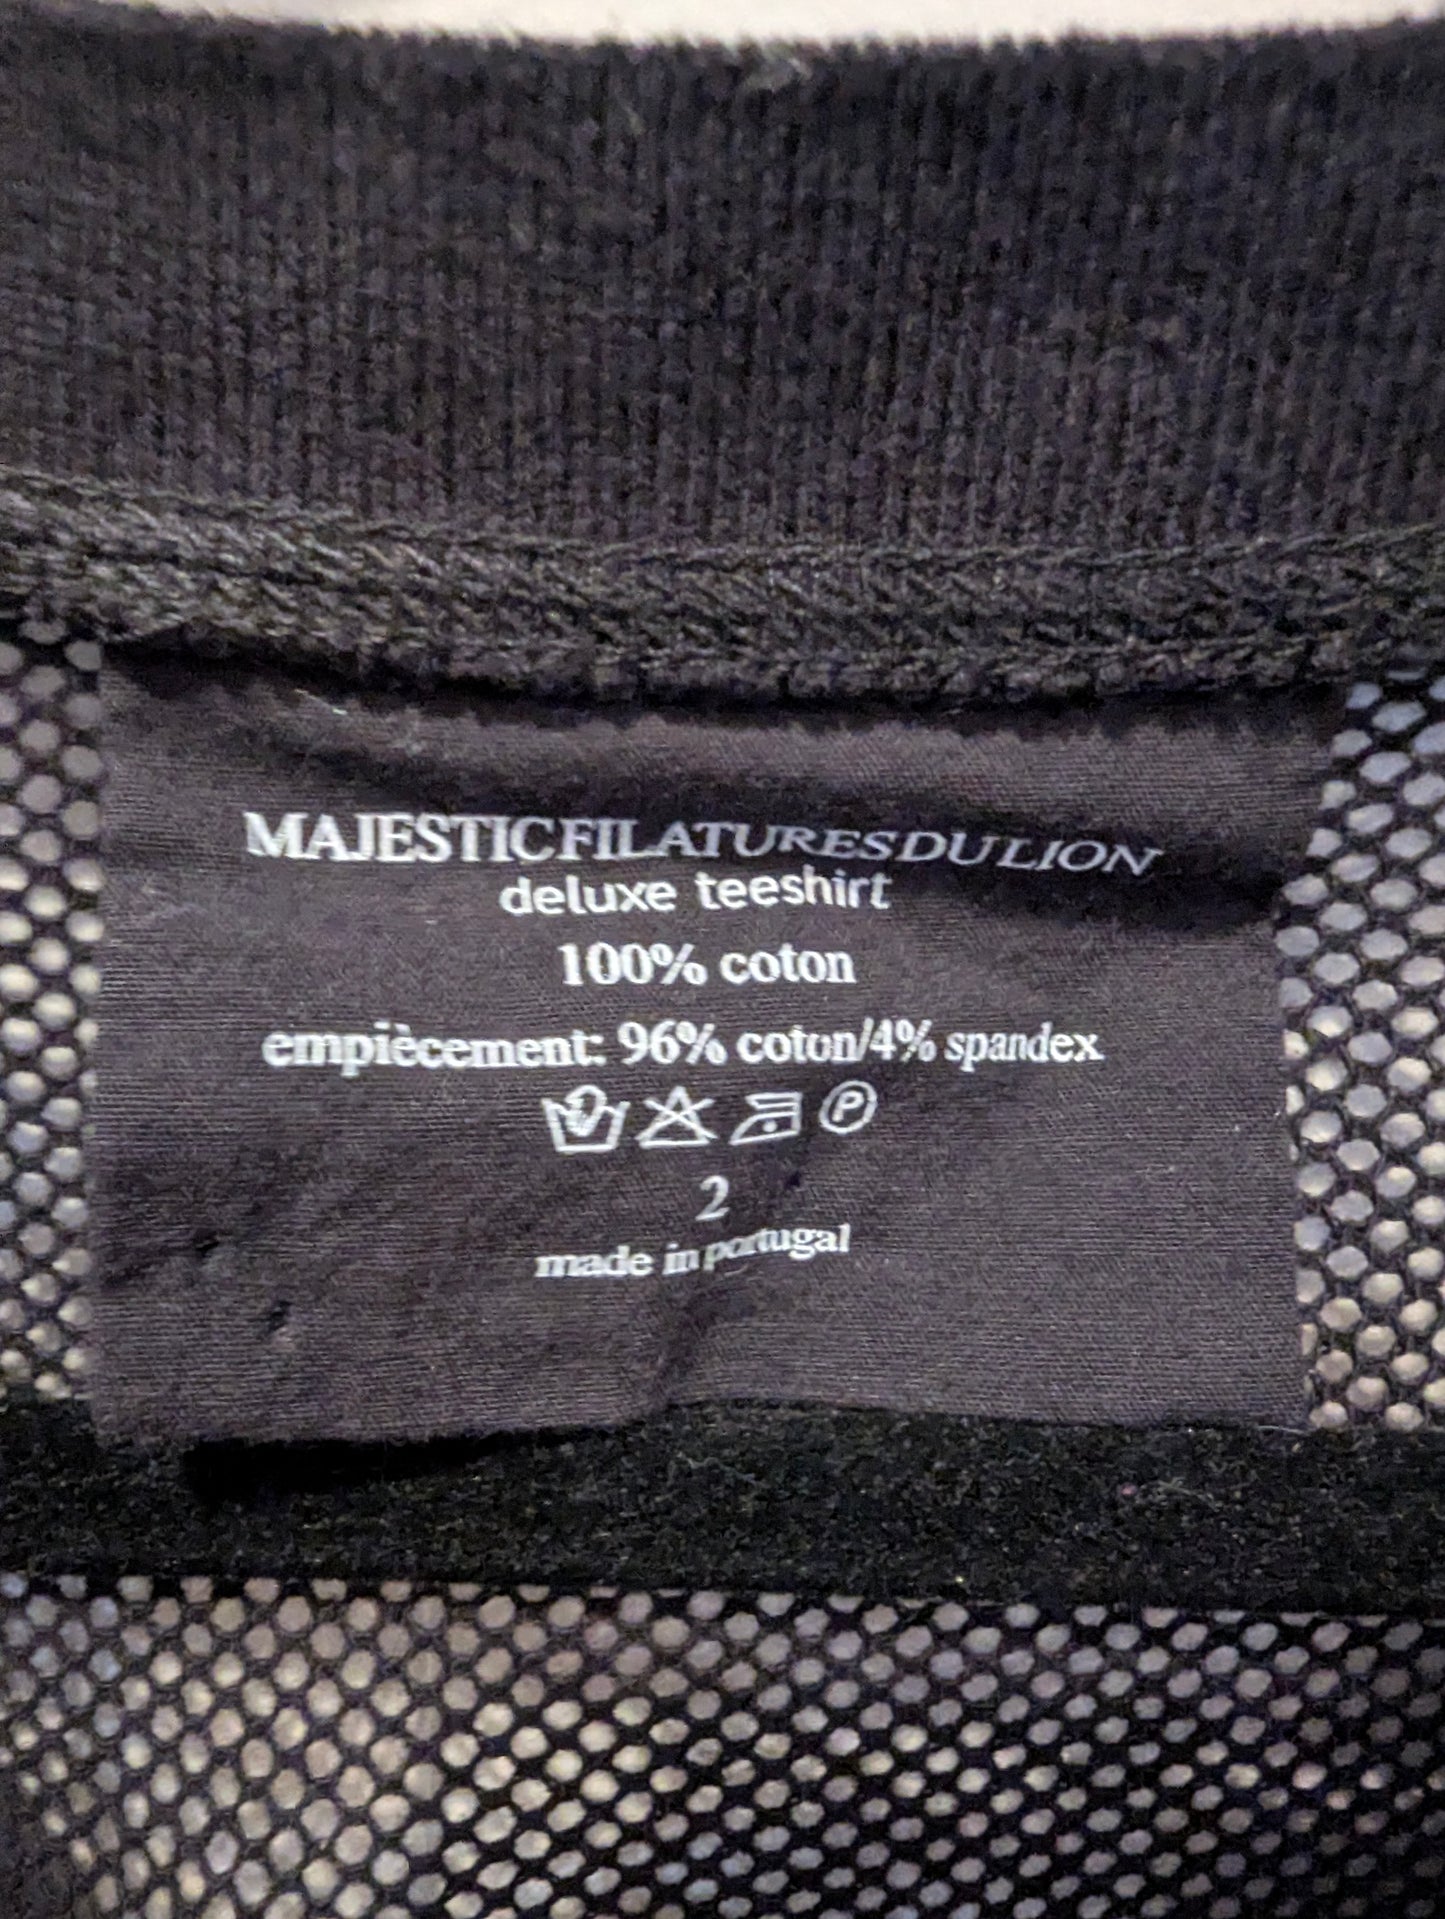 MAJESTICFILATURESDULION
deluxe teeshirt
100% coton
empiècement: 96% coton/4% spandex
P
2
made in portugal